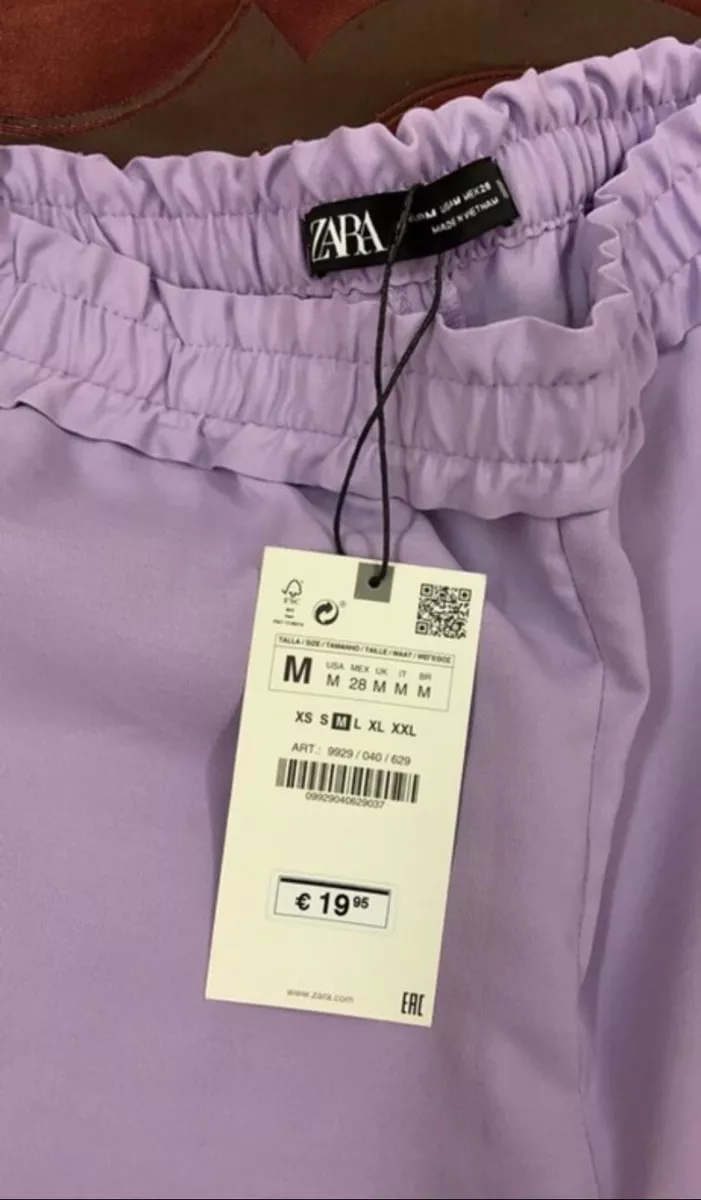 ZARA
M USA M MEX 28
MADE IN VIETNAM
FSC
TALLA / SIZE / TAMANHO / TAILLE / MAAT / ΜΕΓΕΘΟΣ
M
USA MEX UK IT BR
M 28 M M M
XS S M L XL XXL
ART.: 9929 / 040 / 629
09929040629037
€ 19 95
www.zara.com
EAC